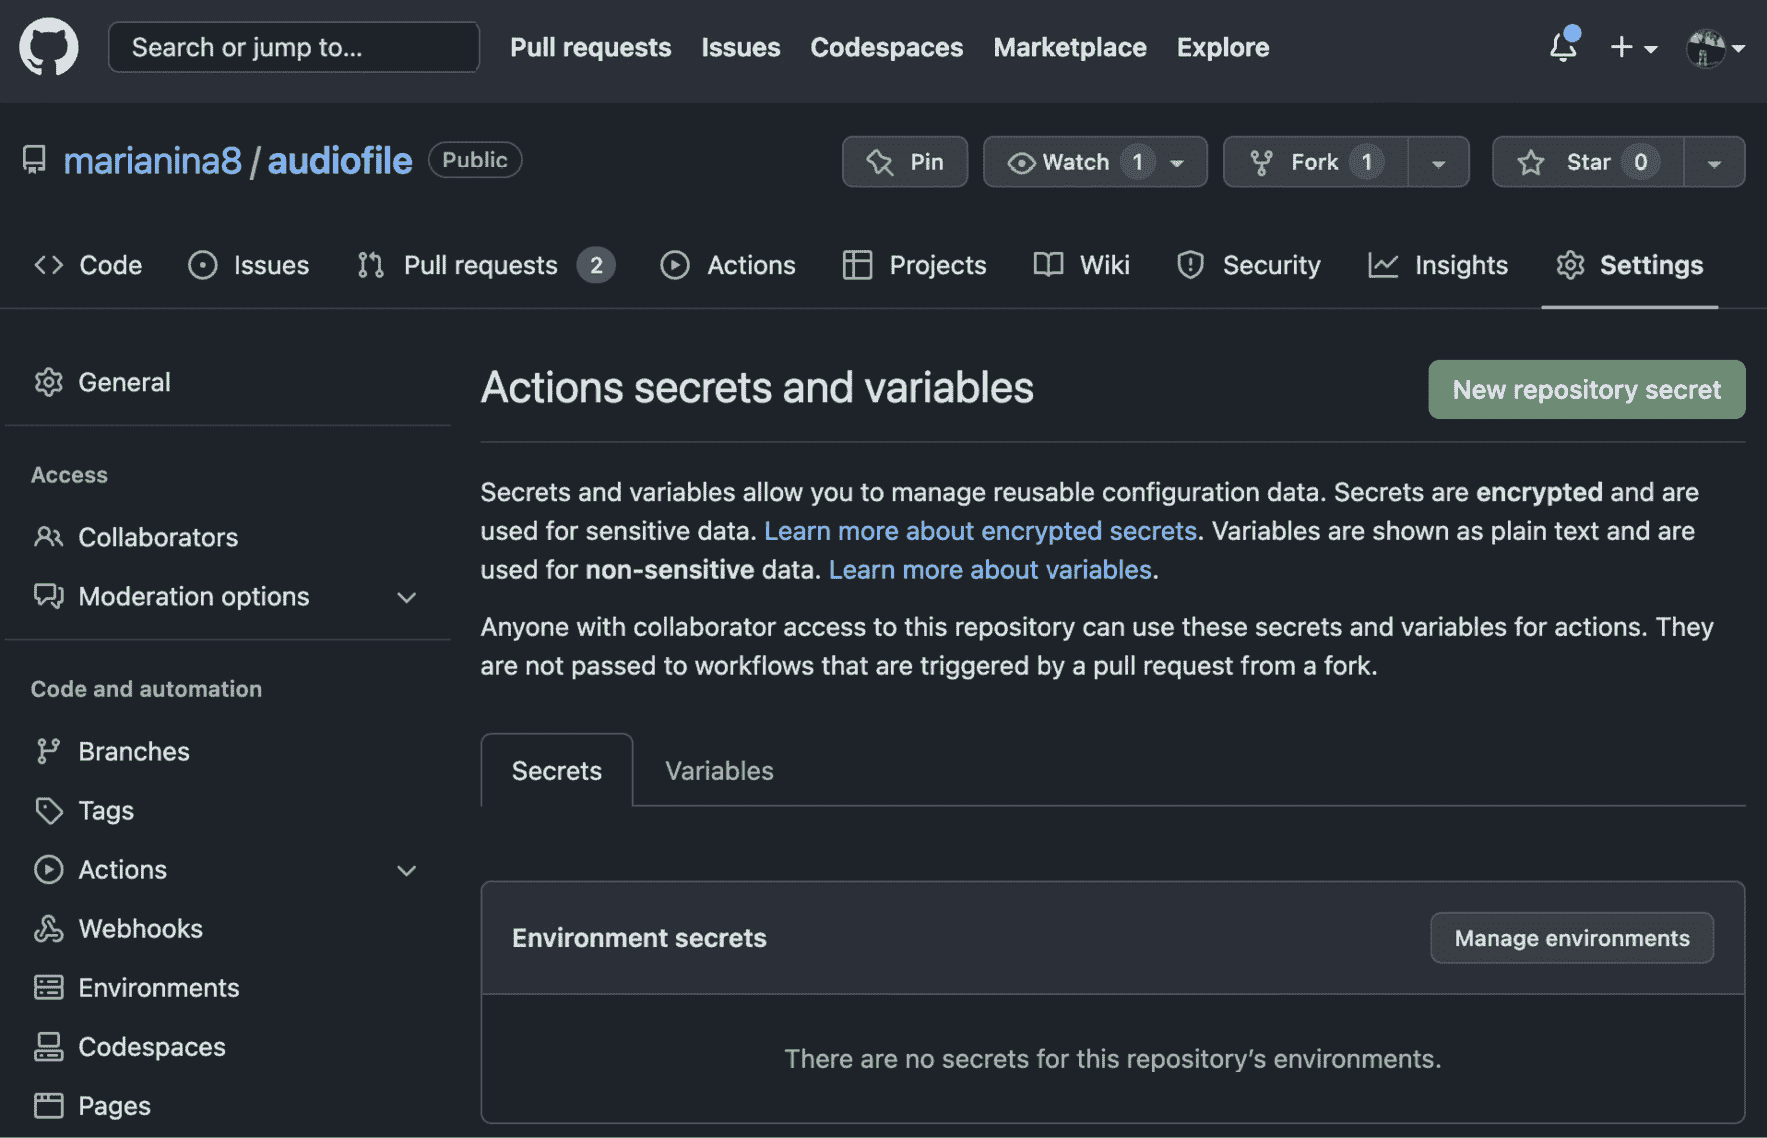 Search or jump to...
Pull requests
Issues
Codespaces
Marketplace
Explore
marianina8 / audiofile
Public
Pin
Watch 1
Fork 1
Star 0
Code
Issues
Pull requests 2
Actions
Projects
Wiki
Security
Insights
Settings
General
Access
Collaborators
Moderation options
Code and automation
Branches
Tags
Actions
Webhooks
Environments
Codespaces
Pages
Actions secrets and variables
New repository secret
Secrets and variables allow you to manage reusable configuration data. Secrets are encrypted and are
used for sensitive data. Learn more about encrypted secrets. Variables are shown as plain text and are
used for non-sensitive data. Learn more about variables.
Anyone with collaborator access to this repository can use these secrets and variables for actions. They
are not passed to workflows that are triggered by a pull request from a fork.
Secrets
Variables
Environment secrets
Manage environments
There are no secrets for this repository’s environments.